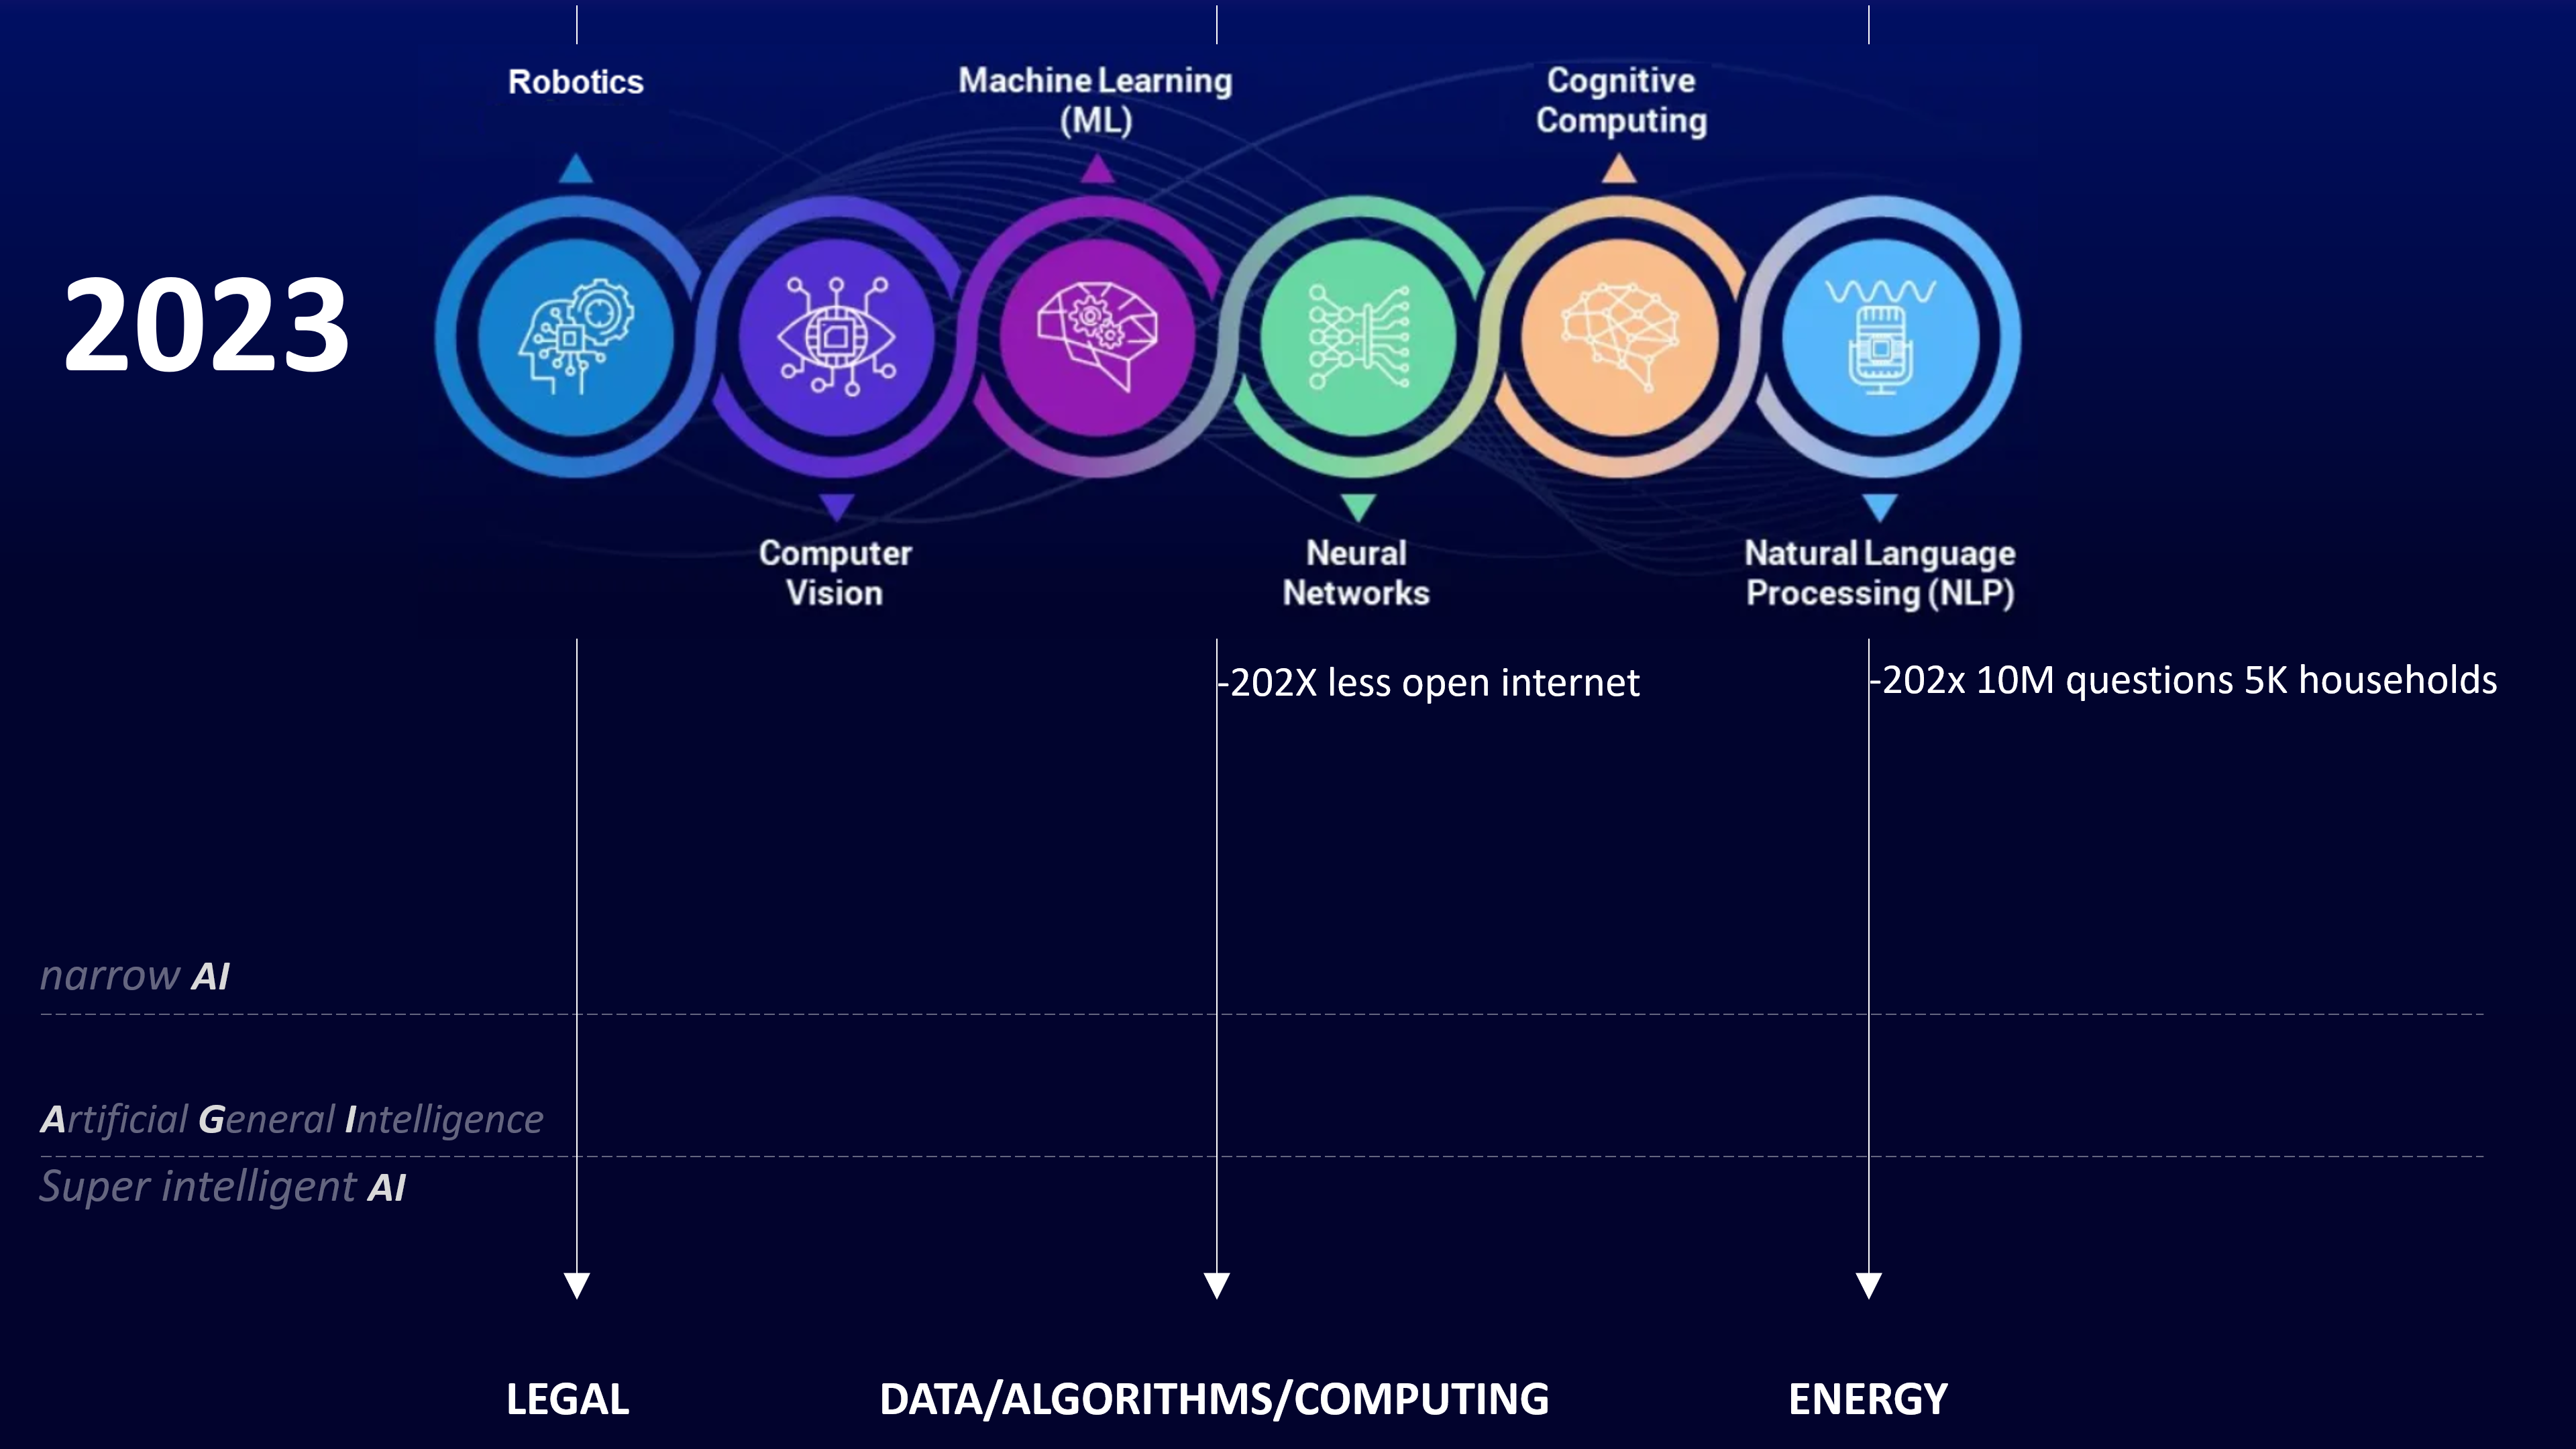 Robotics
Machine Learning
(ML)
Cognitive
Computing
2023
Computer
Vision
Neural
Networks
Natural Language
Processing (NLP)
-202X less open internet
-202x 10M questions 5K households
narrow AI
Artificial General Intelligence
Super intelligent AI
LEGAL
DATA/ALGORITHMS/COMPUTING
ENERGY